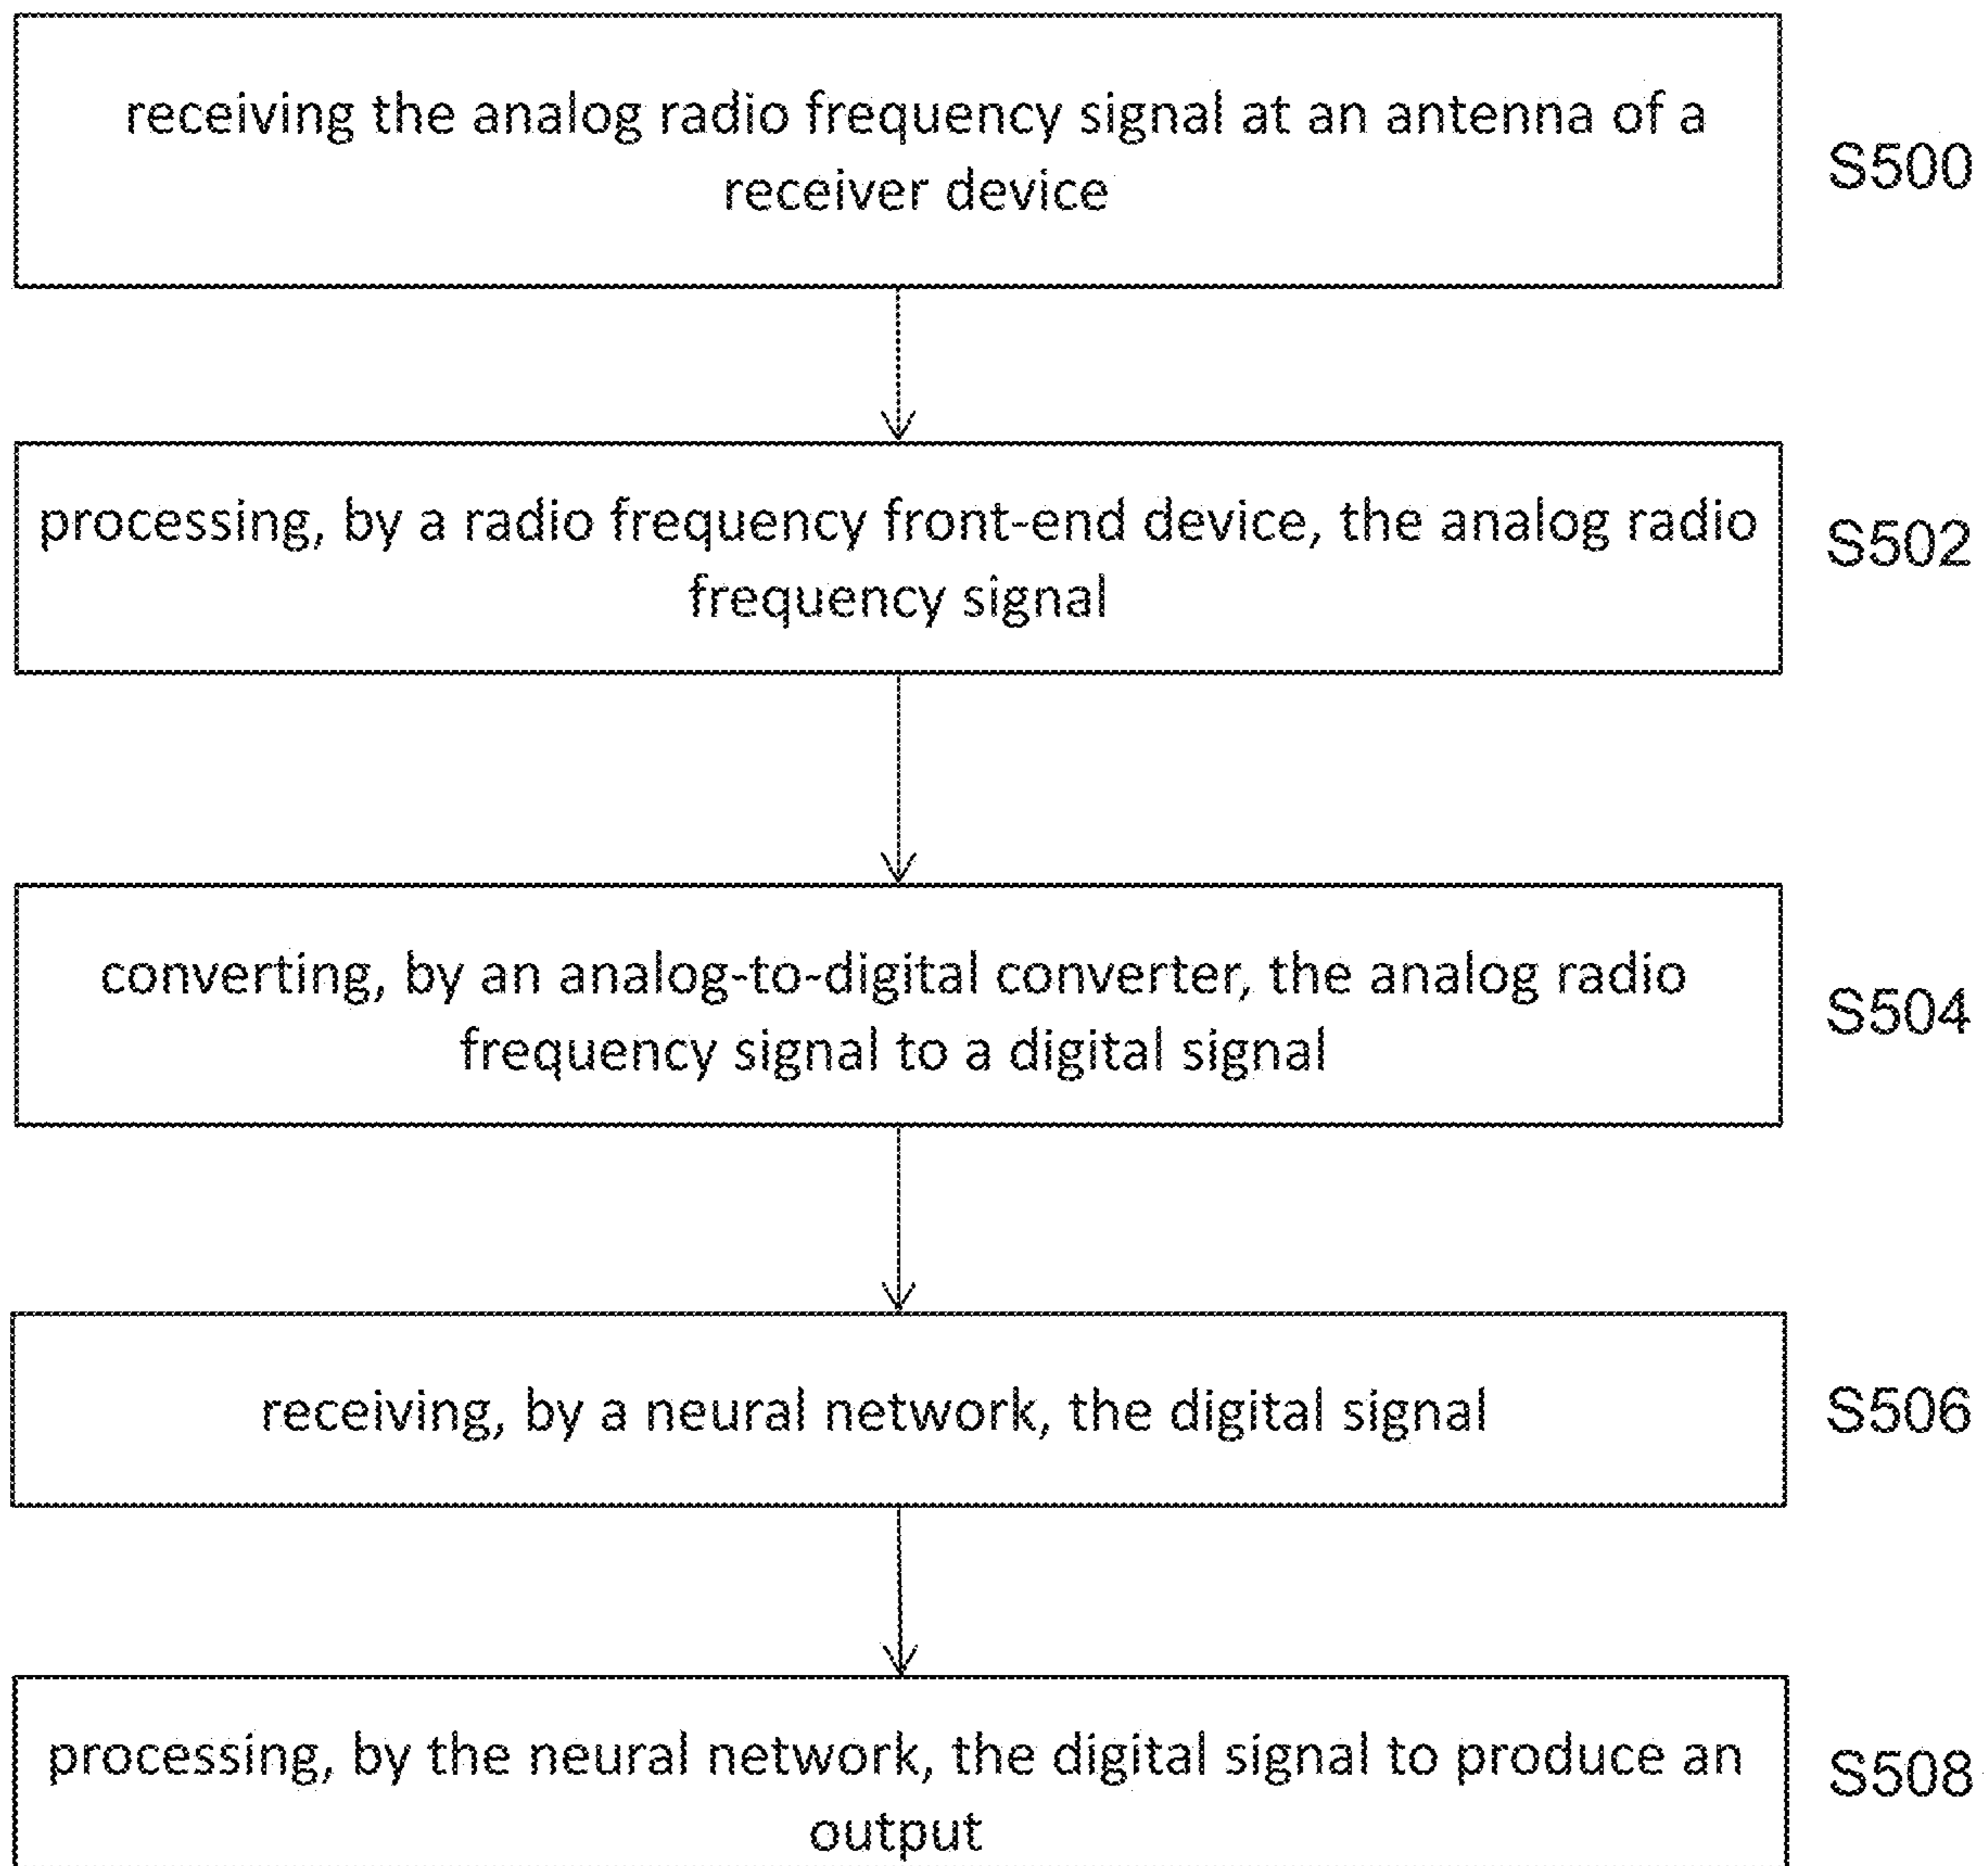 receiving the analog radio frequency signal at an antenna of a
receiver device
S500
processing, by a radio frequency front-end device, the analog radio
frequency signal
S502
converting, by an analog-to-digital converter, the analog radio
frequency signal to a digital signal
S504
receiving, by a neural network, the digital signal
S506
processing, by the neural network, the digital signal to produce an
output
S508